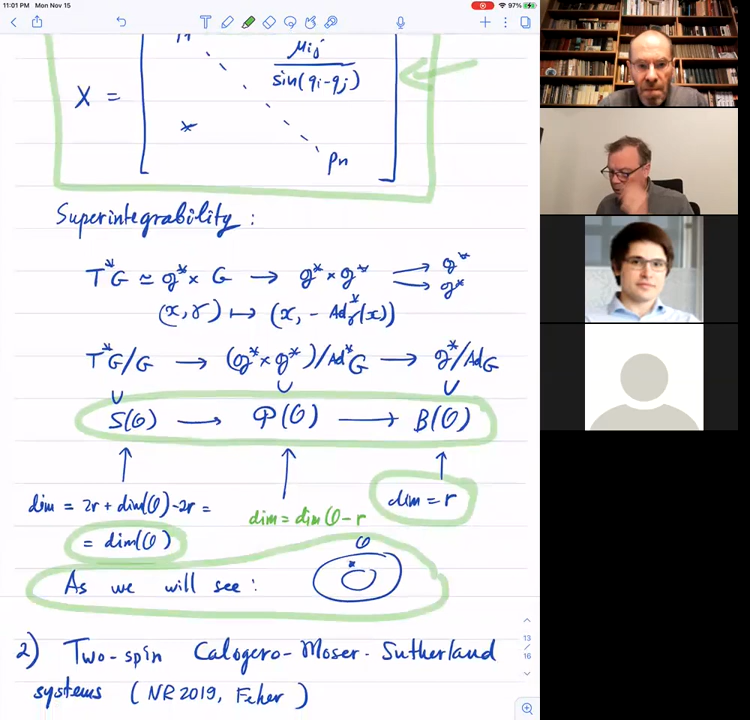 11:01 PM Mon Nov 15
97%
μij
sin(qi-qj)
X =
*
pn
Superintegrability :
T*G ≃ g* × G → g* × g* → g*
→ g*
(x, γ) ↦ (x, - Ad*γ(x))
T*G/G → (g* × g*)/Ad*G → g*/AdG
∪ ∪ ∪
S(O) → P(O) → B(O)
dim = 2r + dim(O) - 2r =
= dim(O)
dim = dim O - r
dim = r
As we will see :
O
2) Two-spin Calogero-Moser-Sutherland
systems (NR 2019, Feher)
13
/
16